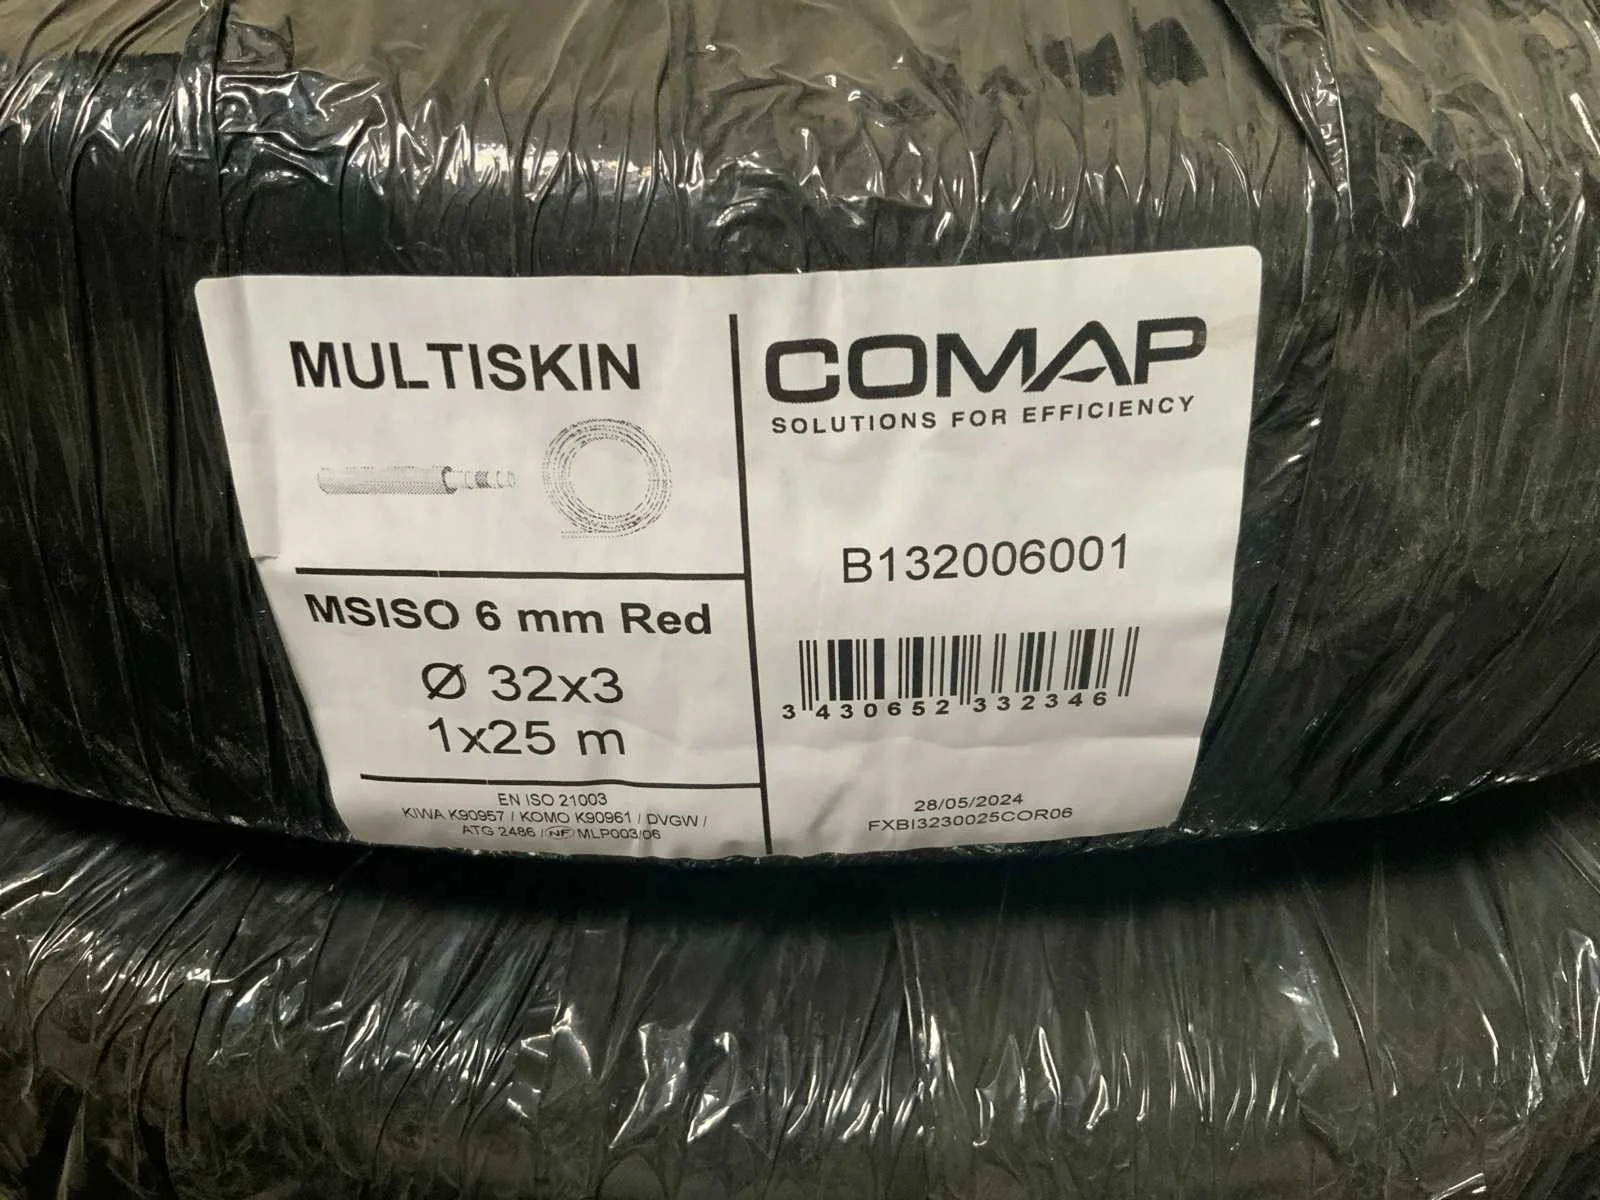 MULTISKIN
COMAP
SOLUTIONS FOR EFFICIENCY
B132006001
MSISO 6 mm Red
Ø 32x3
1x25 m
3 430652 332346
EN ISO 21003
KIWA K90957 / KOMO K90961 / DVGW /
ATG 2486 / NF MLP003/06
28/05/2024
FXBI3230025COR06